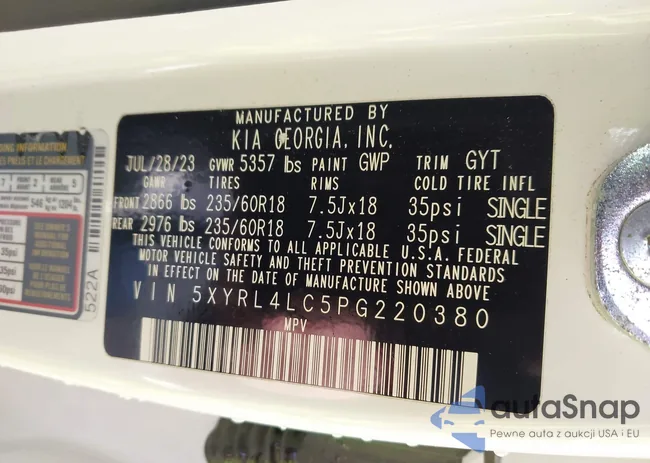 MANUFACTURED BY
KIA GEORGIA, INC.
JUL/28/23 GVWR 5357 lbs PAINT GWP TRIM GYT
GAWR TIRES RIMS COLD TIRE INFL
FRONT 2866 lbs 235/60R18 7.5Jx18 35psi SINGLE
REAR 2976 lbs 235/60R18 7.5Jx18 35psi SINGLE
THIS VEHICLE CONFORMS TO ALL APPLICABLE U.S.A. FEDERAL
MOTOR VEHICLE SAFETY AND THEFT PREVENTION STANDARDS
IN EFFECT ON THE DATE OF MANUFACTURE SHOWN ABOVE
VIN 5XYRL4LC5PG220380
MPV
522A
autaSnap
Pewne auta z aukcji USA i EU